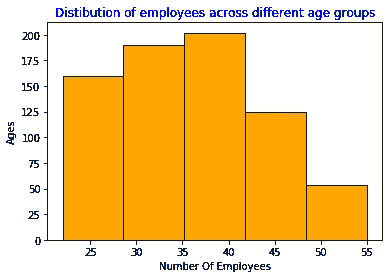 Distibution of employees across different age groups
200
175
150
125
100
75
50
25
0
Ages
25 30 35 40 45 50 55
Number Of Employees